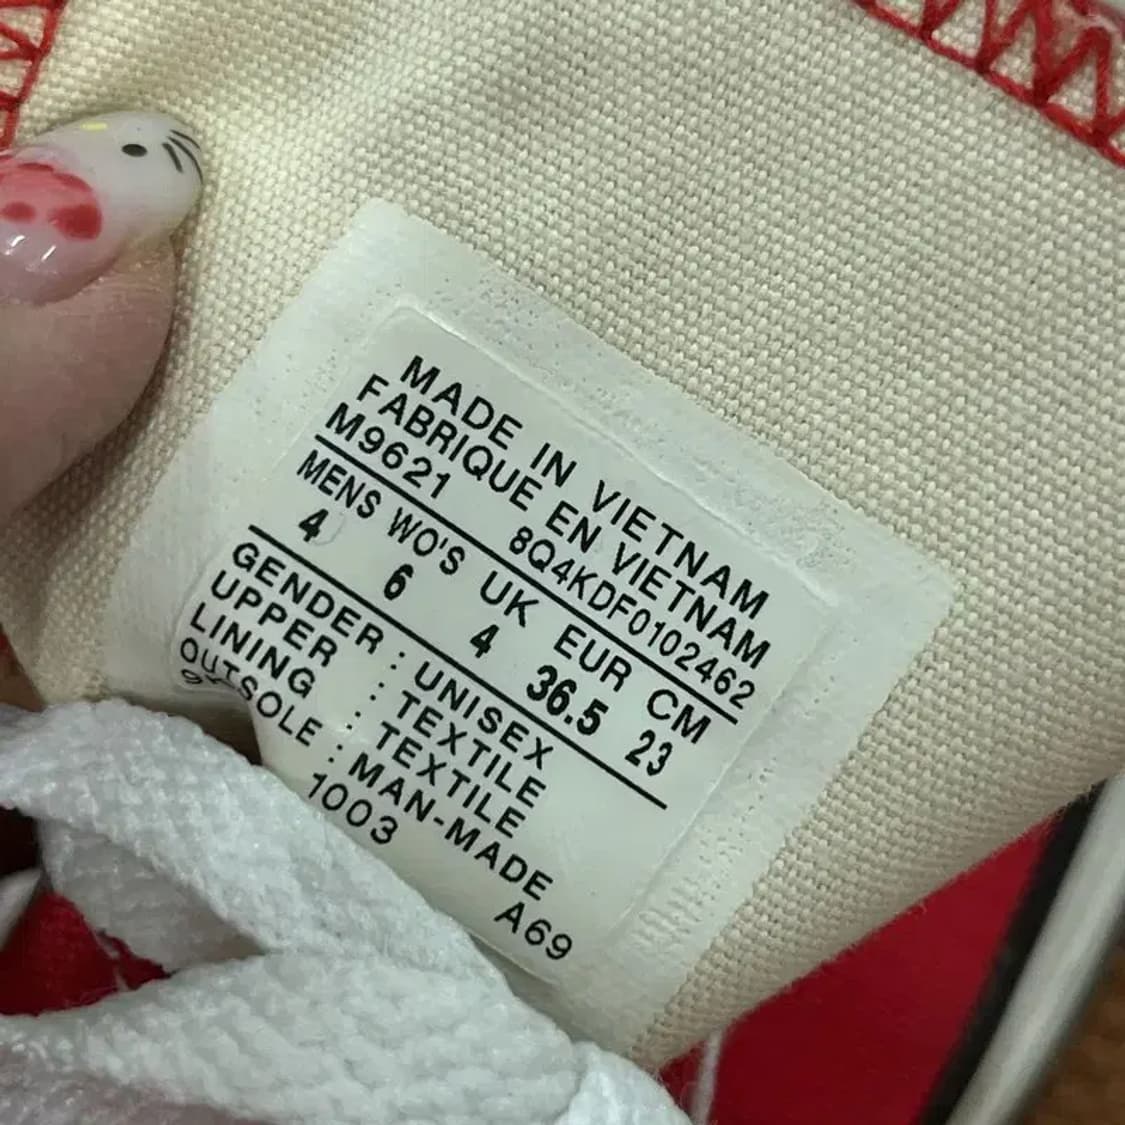 MADE IN VIETNAM
FABRIQUE EN VIETNAM
M9621 8Q4KDF0102462
MENS WO'S UK EUR CM
4 6 4 36.5 23
GENDER : UNISEX
UPPER : TEXTILE
LINING : TEXTILE
OUTSOLE : MAN-MADE
1003 A69